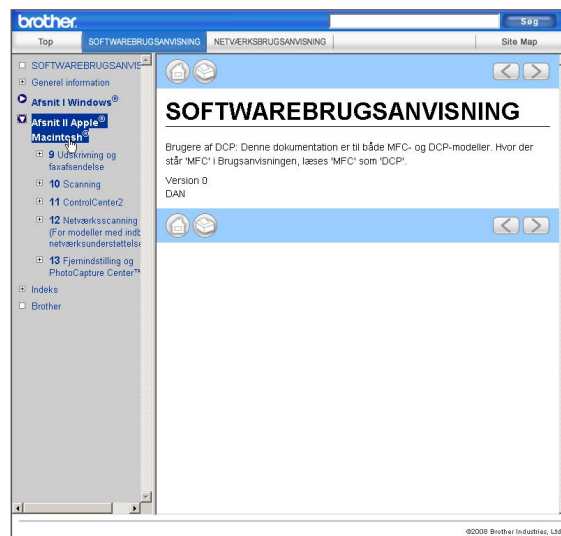 brother.
Søg
Top SOFTWAREBRUGSANVISNING NETVÆRKSBRUGSANVISNING Site Map
SOFTWAREBRUGSANVIS
Generel information
Afsnit I Windows®
Afsnit II Apple®
Macintosh®
9 Udskrivning og
faxafsendelse
10 Scanning
11 ControlCenter2
12 Netværksscanning
(For modeller med indb
netværksunderstøttelse
13 Fjernindstilling og
PhotoCapture Center™
Indeks
Brother
SOFTWAREBRUGSANVISNING
Brugere af DCP: Denne dokumentation er til både MFC- og DCP-modeller. Hvor der
står 'MFC' i Brugsanvisningen, læses 'MFC' som 'DCP'.
Version 0
DAN
©2008 Brother Industries, Ltd